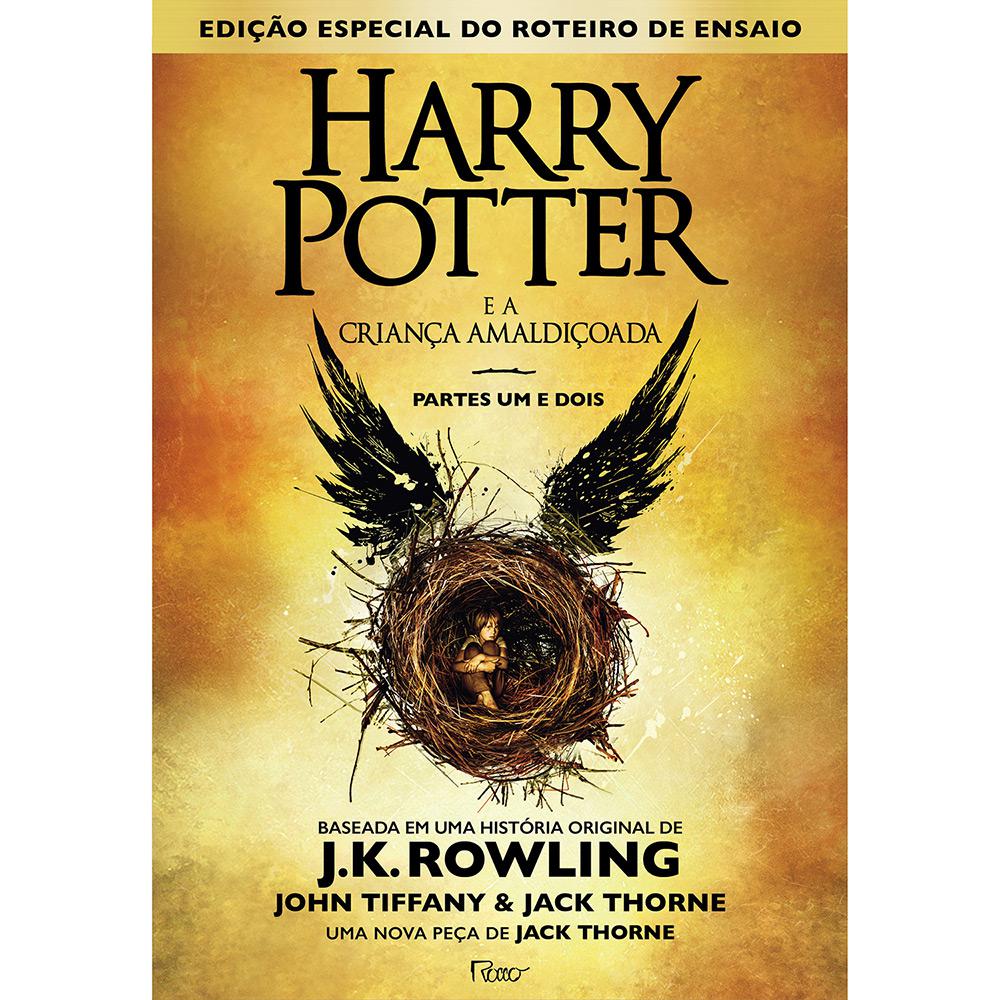 EDIÇÃO ESPECIAL DO ROTEIRO DE ENSAIO
HARRY
POTTER
E A
CRIANÇA AMALDIÇOADA
PARTES UM E DOIS
BASEADA EM UMA HISTÓRIA ORIGINAL DE
J.K. ROWLING
JOHN TIFFANY & JACK THORNE
UMA NOVA PEÇA DE JACK THORNE
Rocco